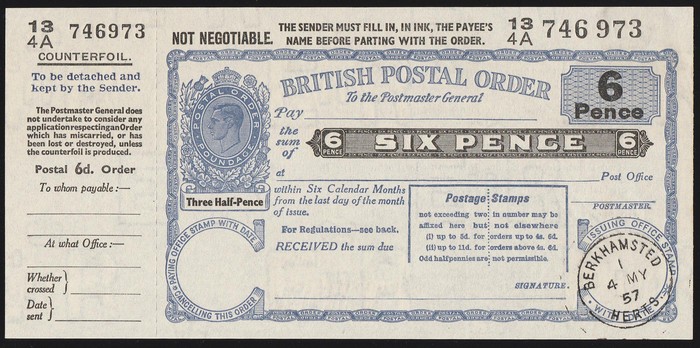 13
4A 746973
COUNTERFOIL.
To be detached and
kept by the Sender.
The Postmaster General does
not undertake to consider any
application respecting an Order
which has miscarried, or has
been lost or destroyed, unless
the counterfoil is produced.
Postal 6d. Order
To whom payable :—
At what Office :—
Whether
crossed
Date
sent
NOT NEGOTIABLE.
THE SENDER MUST FILL IN, IN INK, THE PAYEE'S
NAME BEFORE PARTING WITH THE ORDER.
13
4A 746973
POSTAL ORDER
POUNDAGE
Three Half-Pence
BRITISH POSTAL ORDER
To the Postmaster General
6
Pence
Pay
the
sum
of
6 PENCE SIX PENCE 6 PENCE
at Post Office
within Six Calendar Months
from the last day of the month
of issue.
For Regulations—see back.
RECEIVED the sum due
Postage Stamps
not exceeding two in number may
be affixed here but not elsewhere
(i) up to 5d. for orders up to 4s. 6d.
(ii) up to 11d. for orders above 4s. 6d.
Odd halfpennies are not permissible.
SIGNATURE.
POSTMASTER.
PAYING OFFICE STAMP WITH DATE
CANCELLING THIS ORDER
ISSUING OFFICE STAMP
WITH DATE
BERKHAMSTED
1
4 MY
57
HERTS